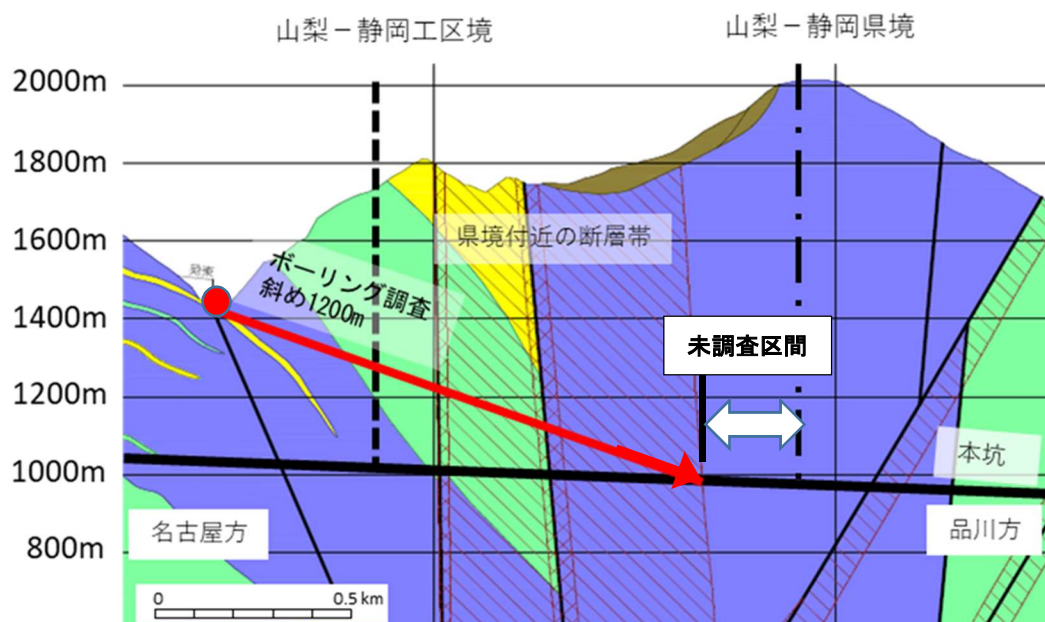 山梨－静岡工区境
山梨－静岡県境
2000m
1800m
1600m
1400m
1200m
1000m
800m
県境付近の断層帯
ボーリング調査
斜め1200m
未調査区間
本坑
名古屋方
品川方
0
0.5 km